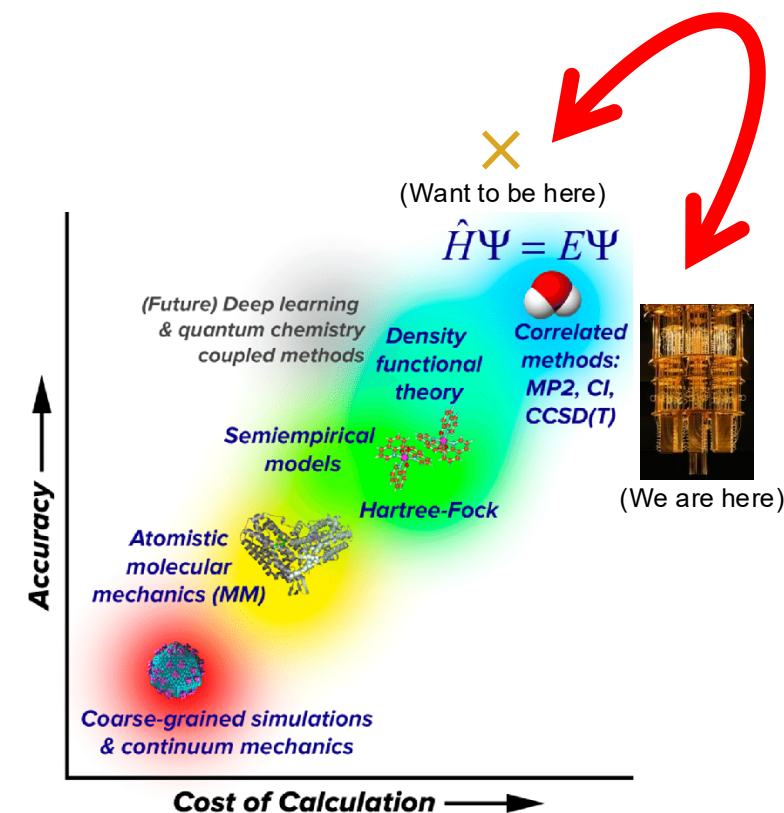 (Want to be here)
ĤΨ = EΨ
(Future) Deep learning
& quantum chemistry
coupled methods
Density
functional
theory
Correlated
methods:
MP2, CI,
CCSD(T)
Semiempirical
models
Hartree-Fock
(We are here)
Atomistic
molecular
mechanics (MM)
Coarse-grained simulations
& continuum mechanics
Accuracy
Cost of Calculation